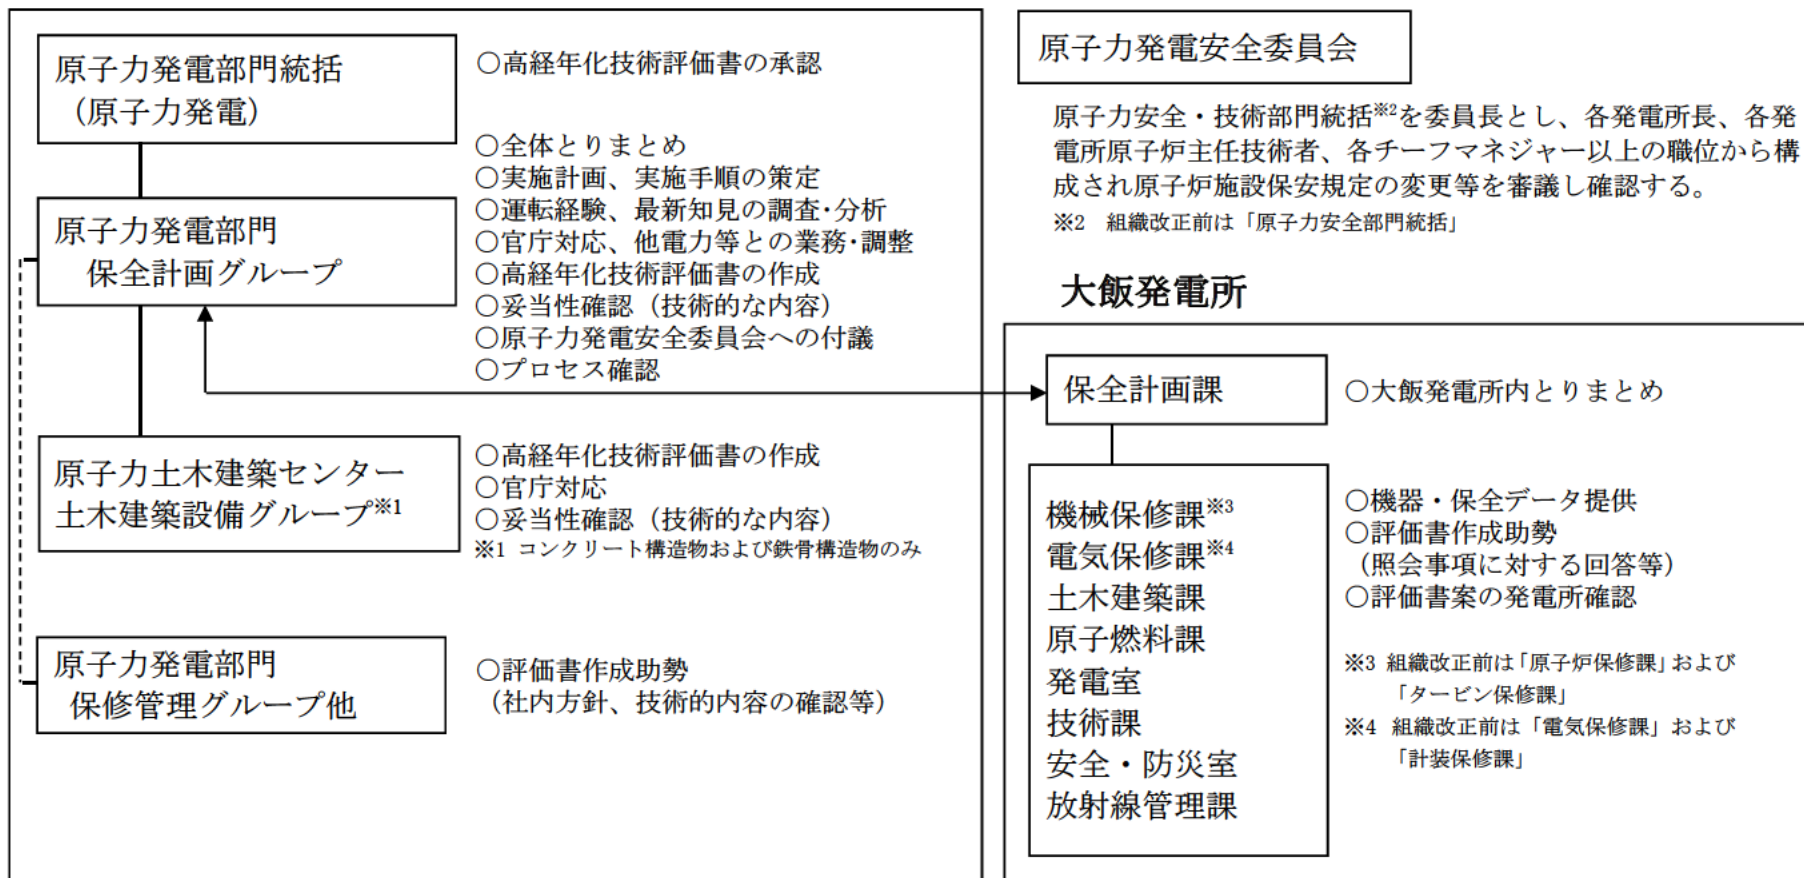 原子力発電部門統括
（原子力発電）
○高経年化技術評価書の承認
原子力発電部門
保全計画グループ
○全体とりまとめ
○実施計画、実施手順の策定
○運転経験、最新知見の調査・分析
○官庁対応、他電力等との業務・調整
○高経年化技術評価書の作成
○妥当性確認（技術的な内容）
○原子力発電安全委員会への付議
○プロセス確認
原子力土木建築センター
土木建築設備グループ※1
○高経年化技術評価書の作成
○官庁対応
○妥当性確認（技術的な内容）
※1 コンクリート構造物および鉄骨構造物のみ
原子力発電部門
保修管理グループ他
○評価書作成助勢
（社内方針、技術的内容の確認等）
原子力発電安全委員会
原子力安全・技術部門統括※2を委員長とし、各発電所長、各発
電所原子炉主任技術者、各チーフマネジャー以上の職位から構
成され原子炉施設保安規定の変更等を審議し確認する。
※2 組織改正前は「原子力安全部門統括」
大飯発電所
保全計画課
○大飯発電所内とりまとめ
機械保修課※3
電気保修課※4
土木建築課
原子燃料課
発電室
技術課
安全・防災室
放射線管理課
○機器・保全データ提供
○評価書作成助勢
（照会事項に対する回答等）
○評価書案の発電所確認
※3 組織改正前は「原子炉保修課」および
「タービン保修課」
※4 組織改正前は「電気保修課」および
「計装保修課」